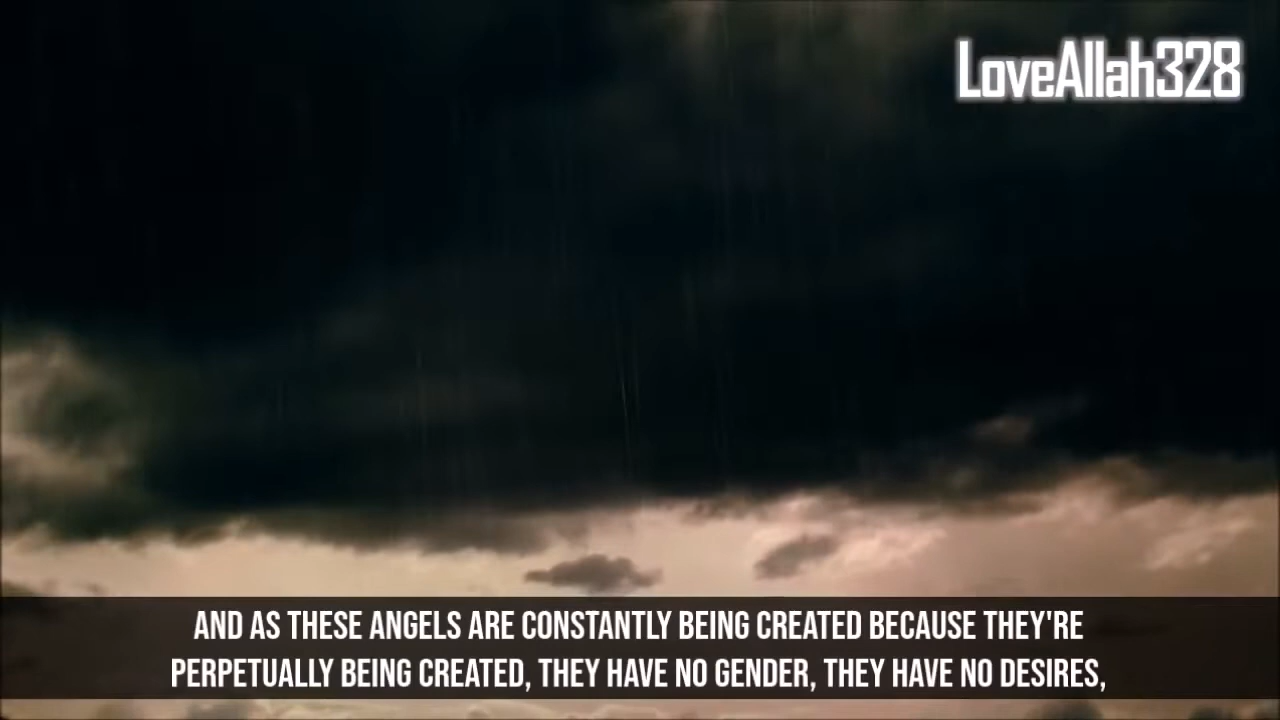 LoveAllah328
AND AS THESE ANGELS ARE CONSTANTLY BEING CREATED BECAUSE THEY'RE
PERPETUALLY BEING CREATED, THEY HAVE NO GENDER, THEY HAVE NO DESIRES,